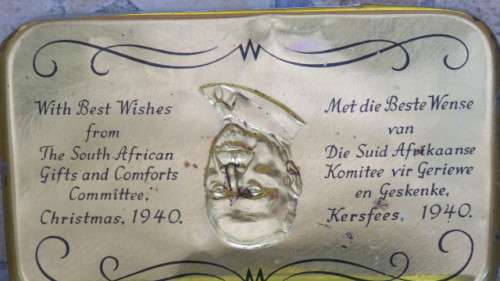 With Best Wishes
from
The South African
Gifts and Comforts
Committee,
Christmas, 1940.
Met die Beste Wense
van
Die Suid Afrikaanse
Komitee vir Geriewe
en Geskenke,
Kersfees, 1940.